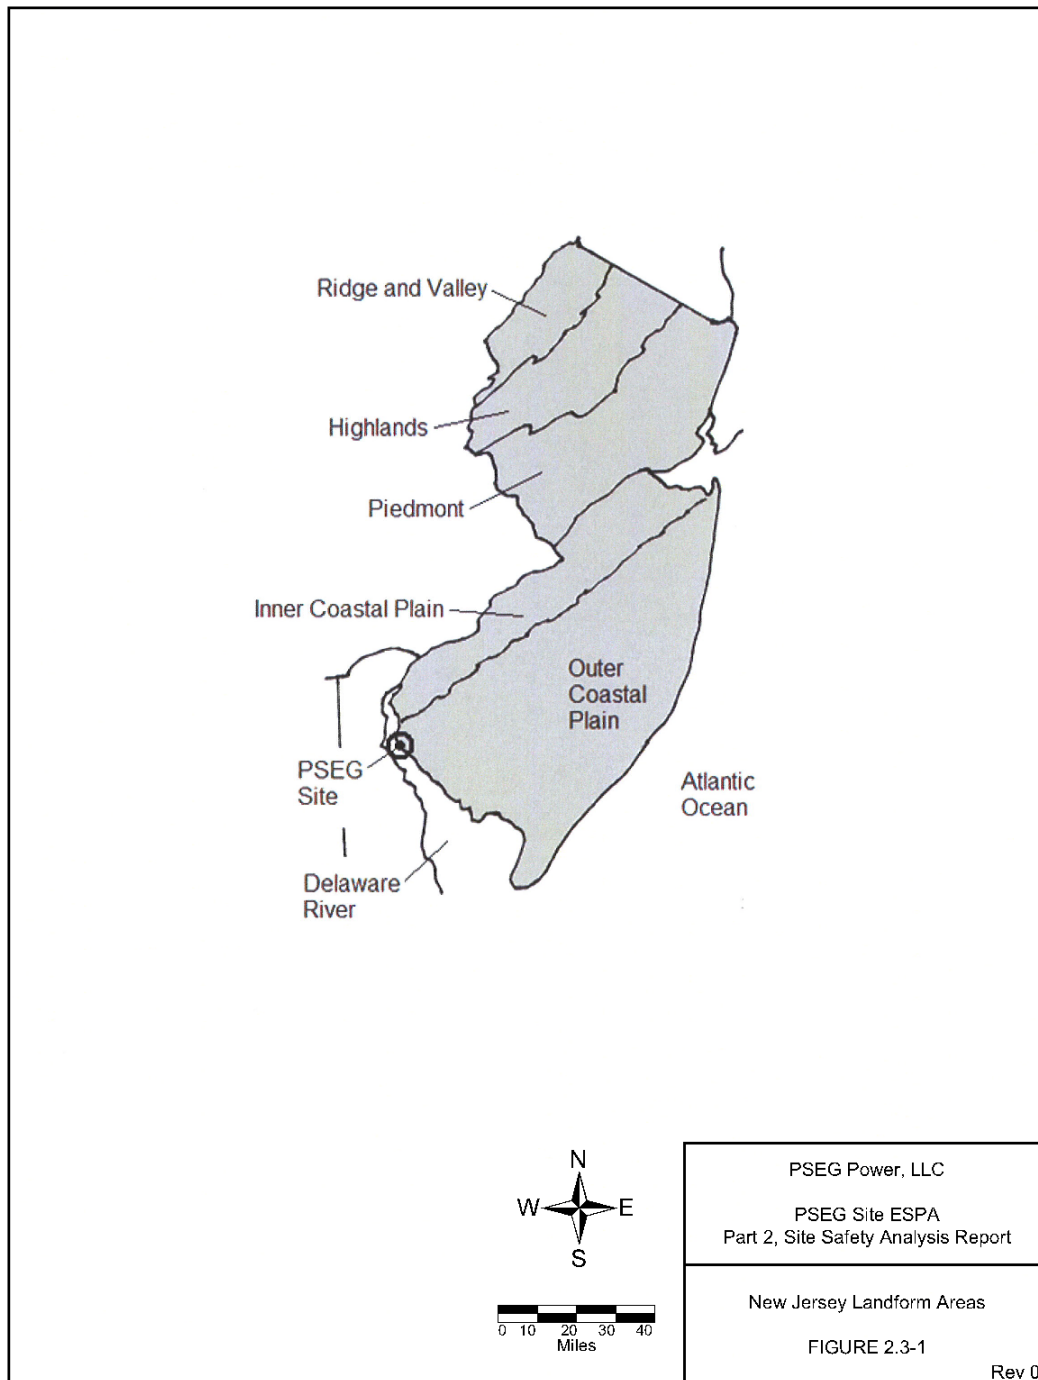 Ridge and Valley
Highlands
Piedmont
Inner Coastal Plain
Outer
Coastal
Plain
PSEG
Site
Atlantic
Ocean
Delaware
River
N
W E
S
0 10 20 30 40
Miles
PSEG Power, LLC
PSEG Site ESPA
Part 2, Site Safety Analysis Report
New Jersey Landform Areas
FIGURE 2.3-1
Rev 0